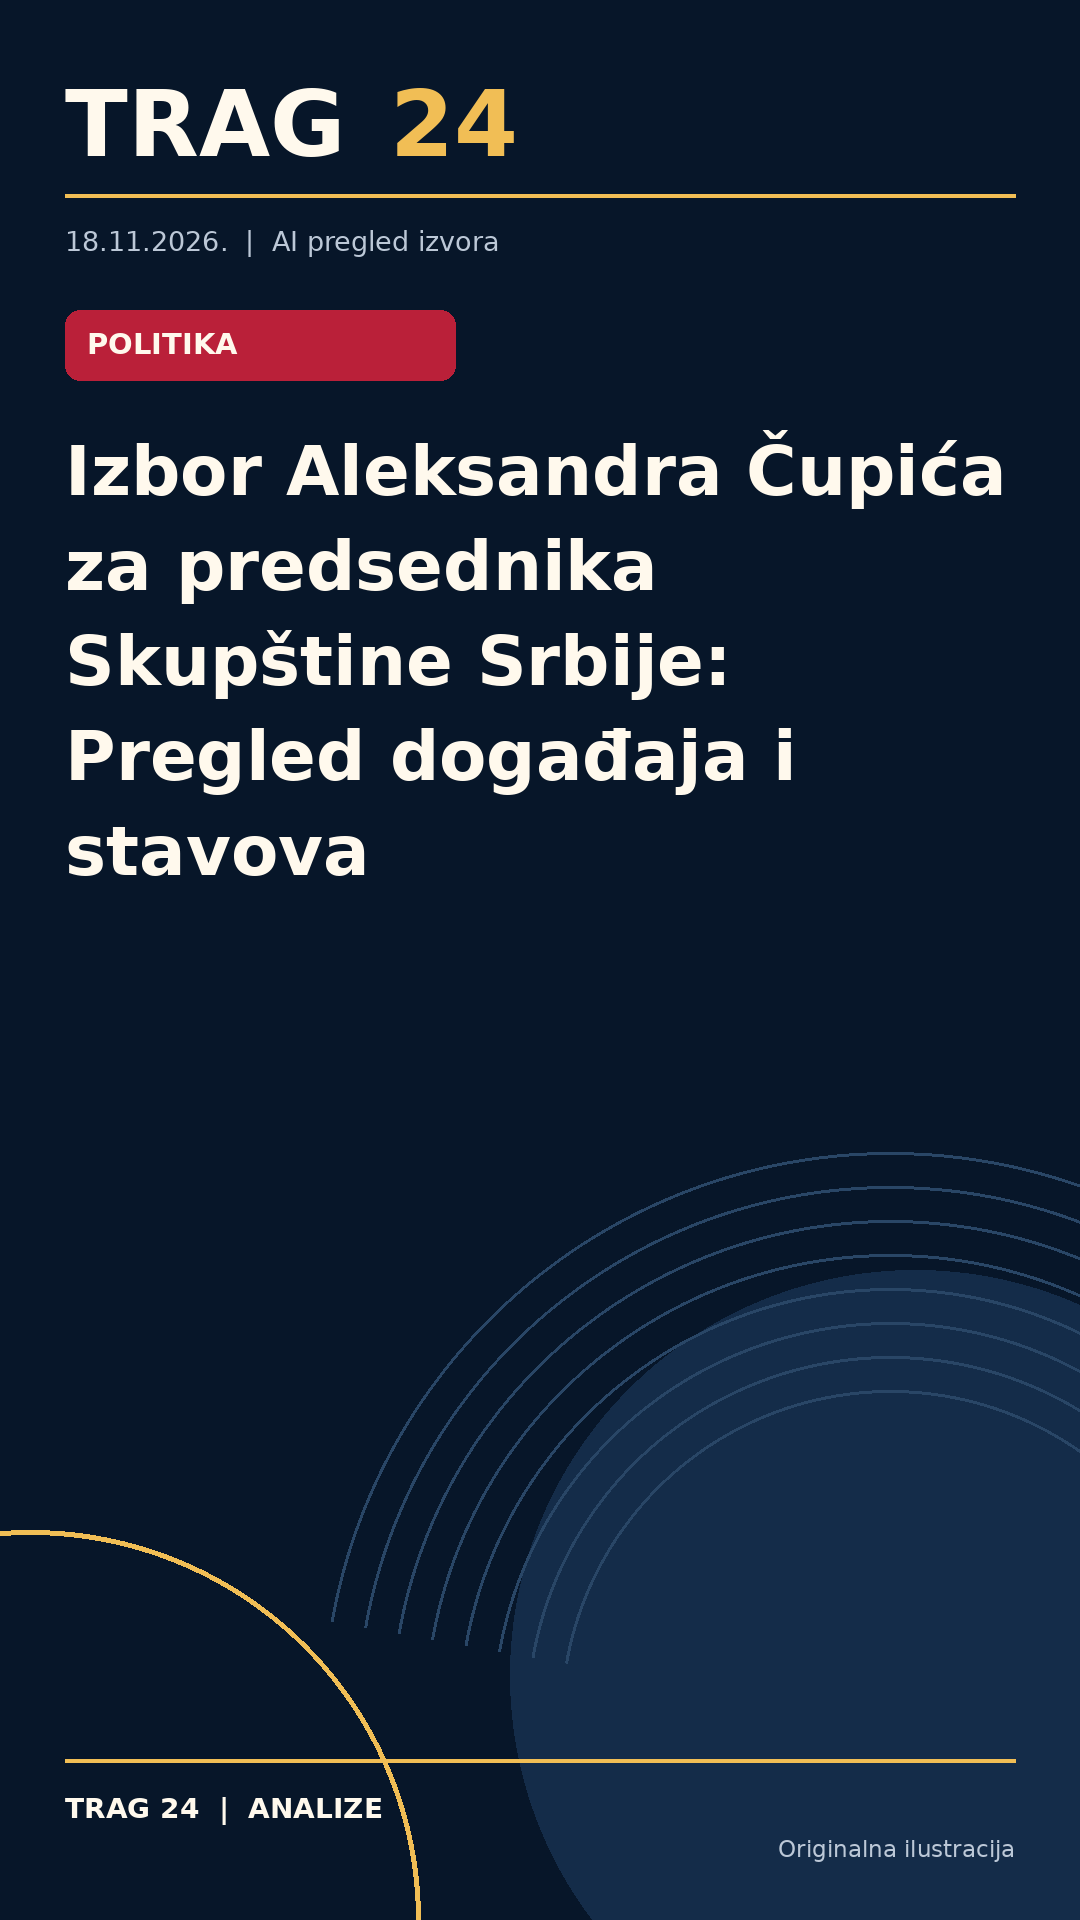 TRAG 24
18.11.2026. | AI pregled izvora
POLITIKA
Izbor Aleksandra Čupića
za predsednika
Skupštine Srbije:
Pregled događaja i
stavova
TRAG 24 | ANALIZE
Originalna ilustracija